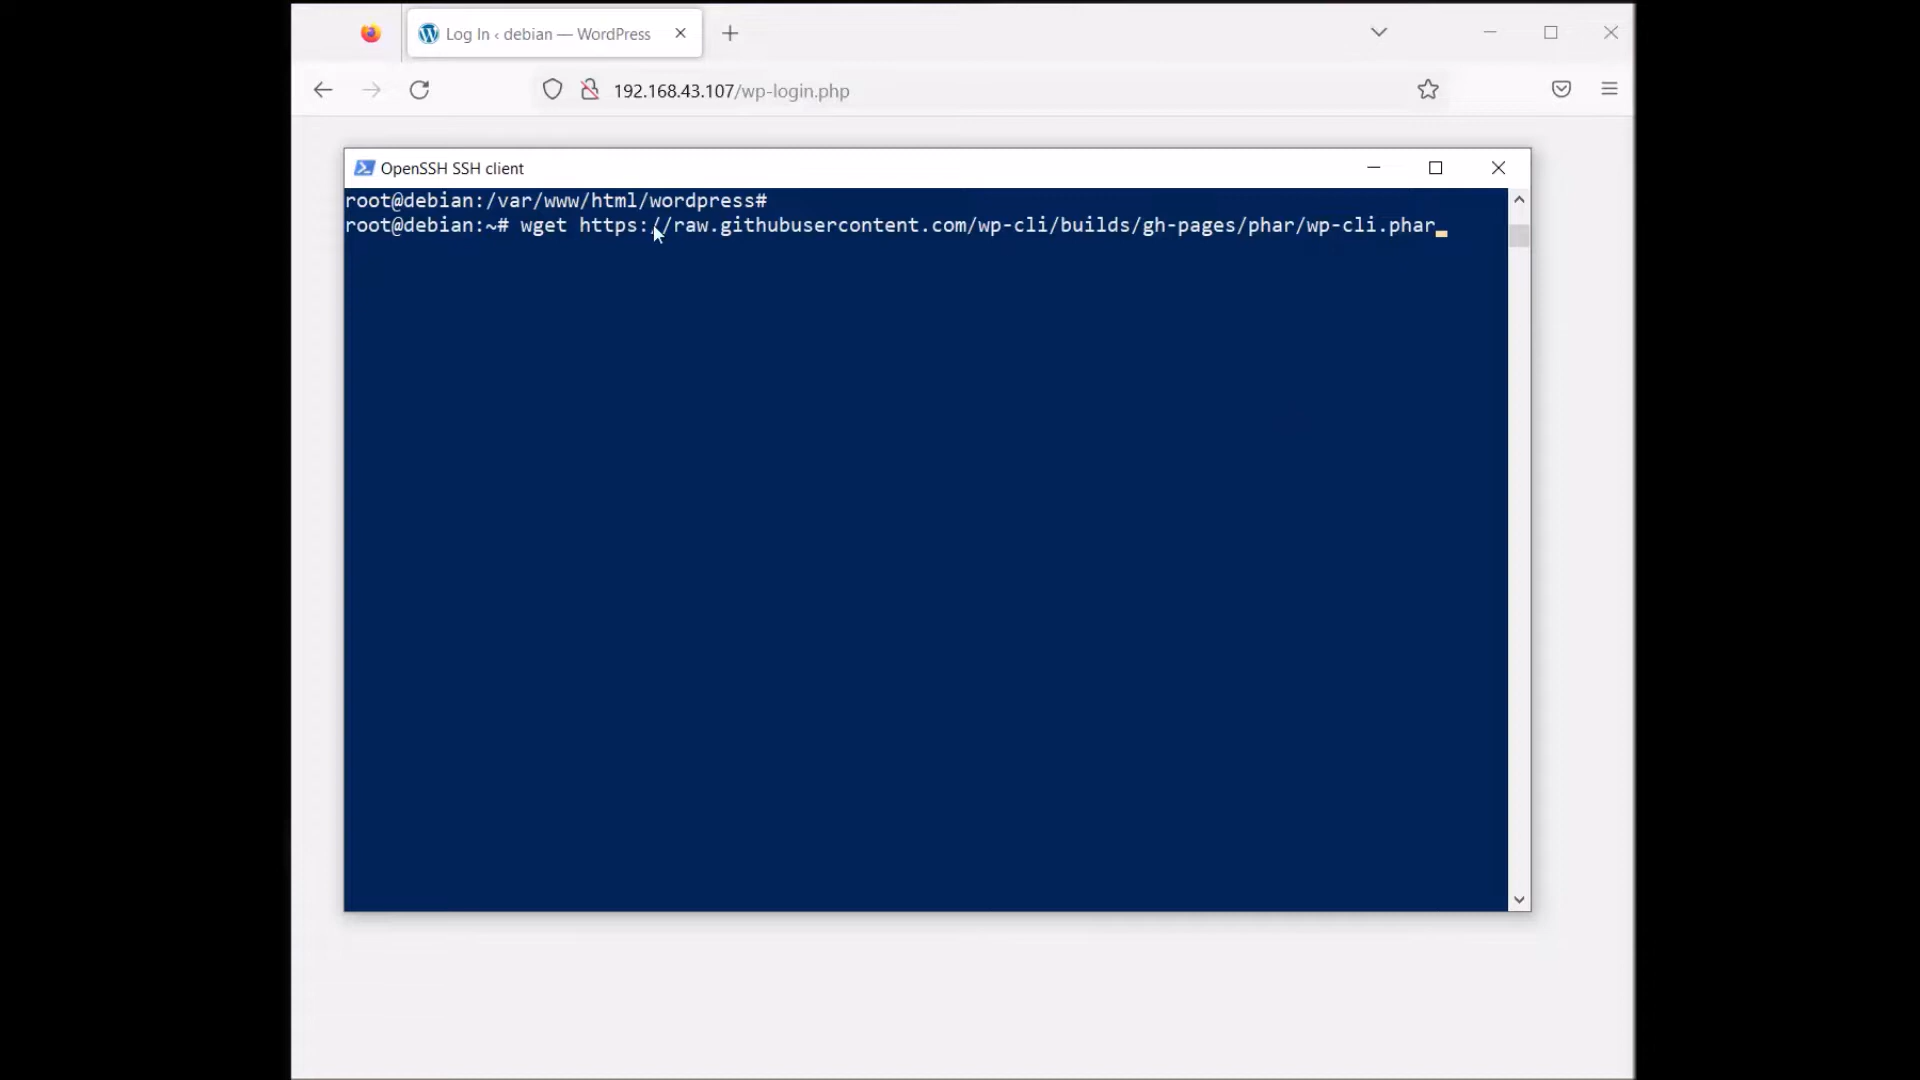 Log In ‹ debian — WordPress
192.168.43.107/wp-login.php
OpenSSH SSH client
root@debian:/var/www/html/wordpress#
root@debian:~# wget https://raw.githubusercontent.com/wp-cli/builds/gh-pages/phar/wp-cli.phar